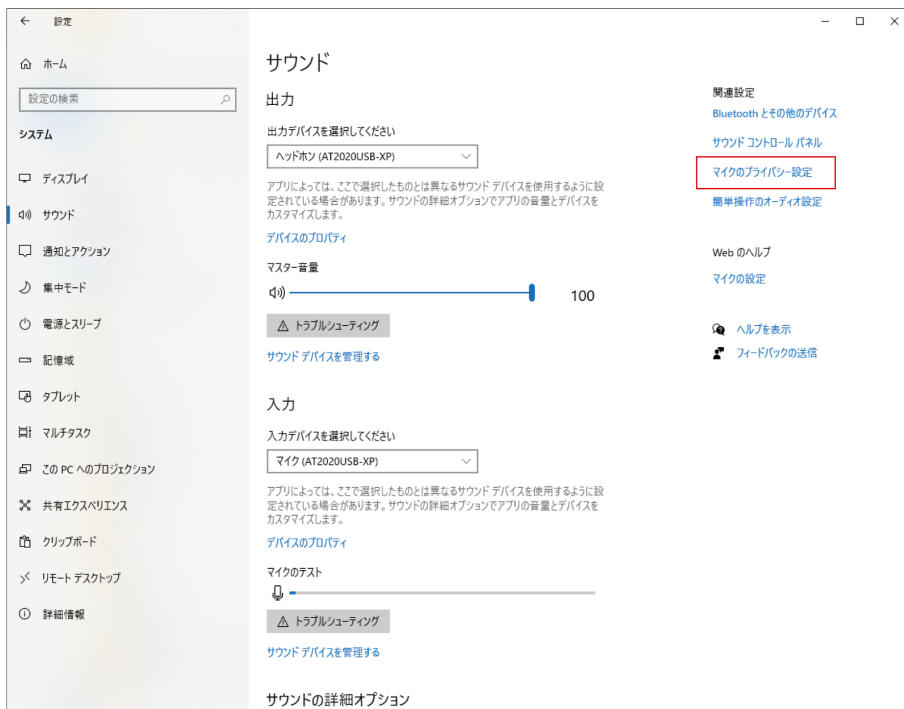 設定
ホーム
設定の検索
システム
ディスプレイ
サウンド
通知とアクション
集中モード
電源とスリープ
記憶域
タブレット
マルチタスク
この PC へのプロジェクション
共有エクスペリエンス
クリップボード
リモート デスクトップ
詳細情報
サウンド
出力
出力デバイスを選択してください
ヘッドホン (AT2020USB-XP)
アプリによっては、ここで選択したものとは異なるサウンド デバイスを使用するように設
定されている場合があります。サウンドの詳細オプションでアプリの音量とデバイスを
カスタマイズします。
デバイスのプロパティ
マスター音量
100
トラブルシューティング
サウンド デバイスを管理する
入力
入力デバイスを選択してください
マイク (AT2020USB-XP)
アプリによっては、ここで選択したものとは異なるサウンド デバイスを使用するように設
定されている場合があります。サウンドの詳細オプションでアプリの音量とデバイスを
カスタマイズします。
デバイスのプロパティ
マイクのテスト
トラブルシューティング
サウンド デバイスを管理する
サウンドの詳細オプション
関連設定
Bluetooth とその他のデバイス
サウンド コントロール パネル
マイクのプライバシー設定
簡単操作のオーディオ設定
Web のヘルプ
マイクの設定
ヘルプを表示
フィードバックの送信